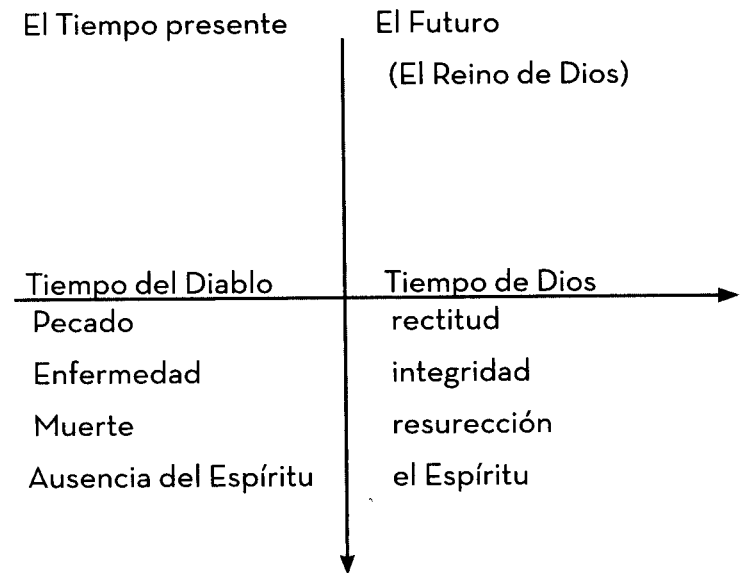 El Tiempo presente
El Futuro
(El Reino de Dios)
Tiempo del Diablo
Tiempo de Dios
Pecado
rectitud
Enfermedad
integridad
Muerte
resurección
Ausencia del Espíritu
el Espíritu